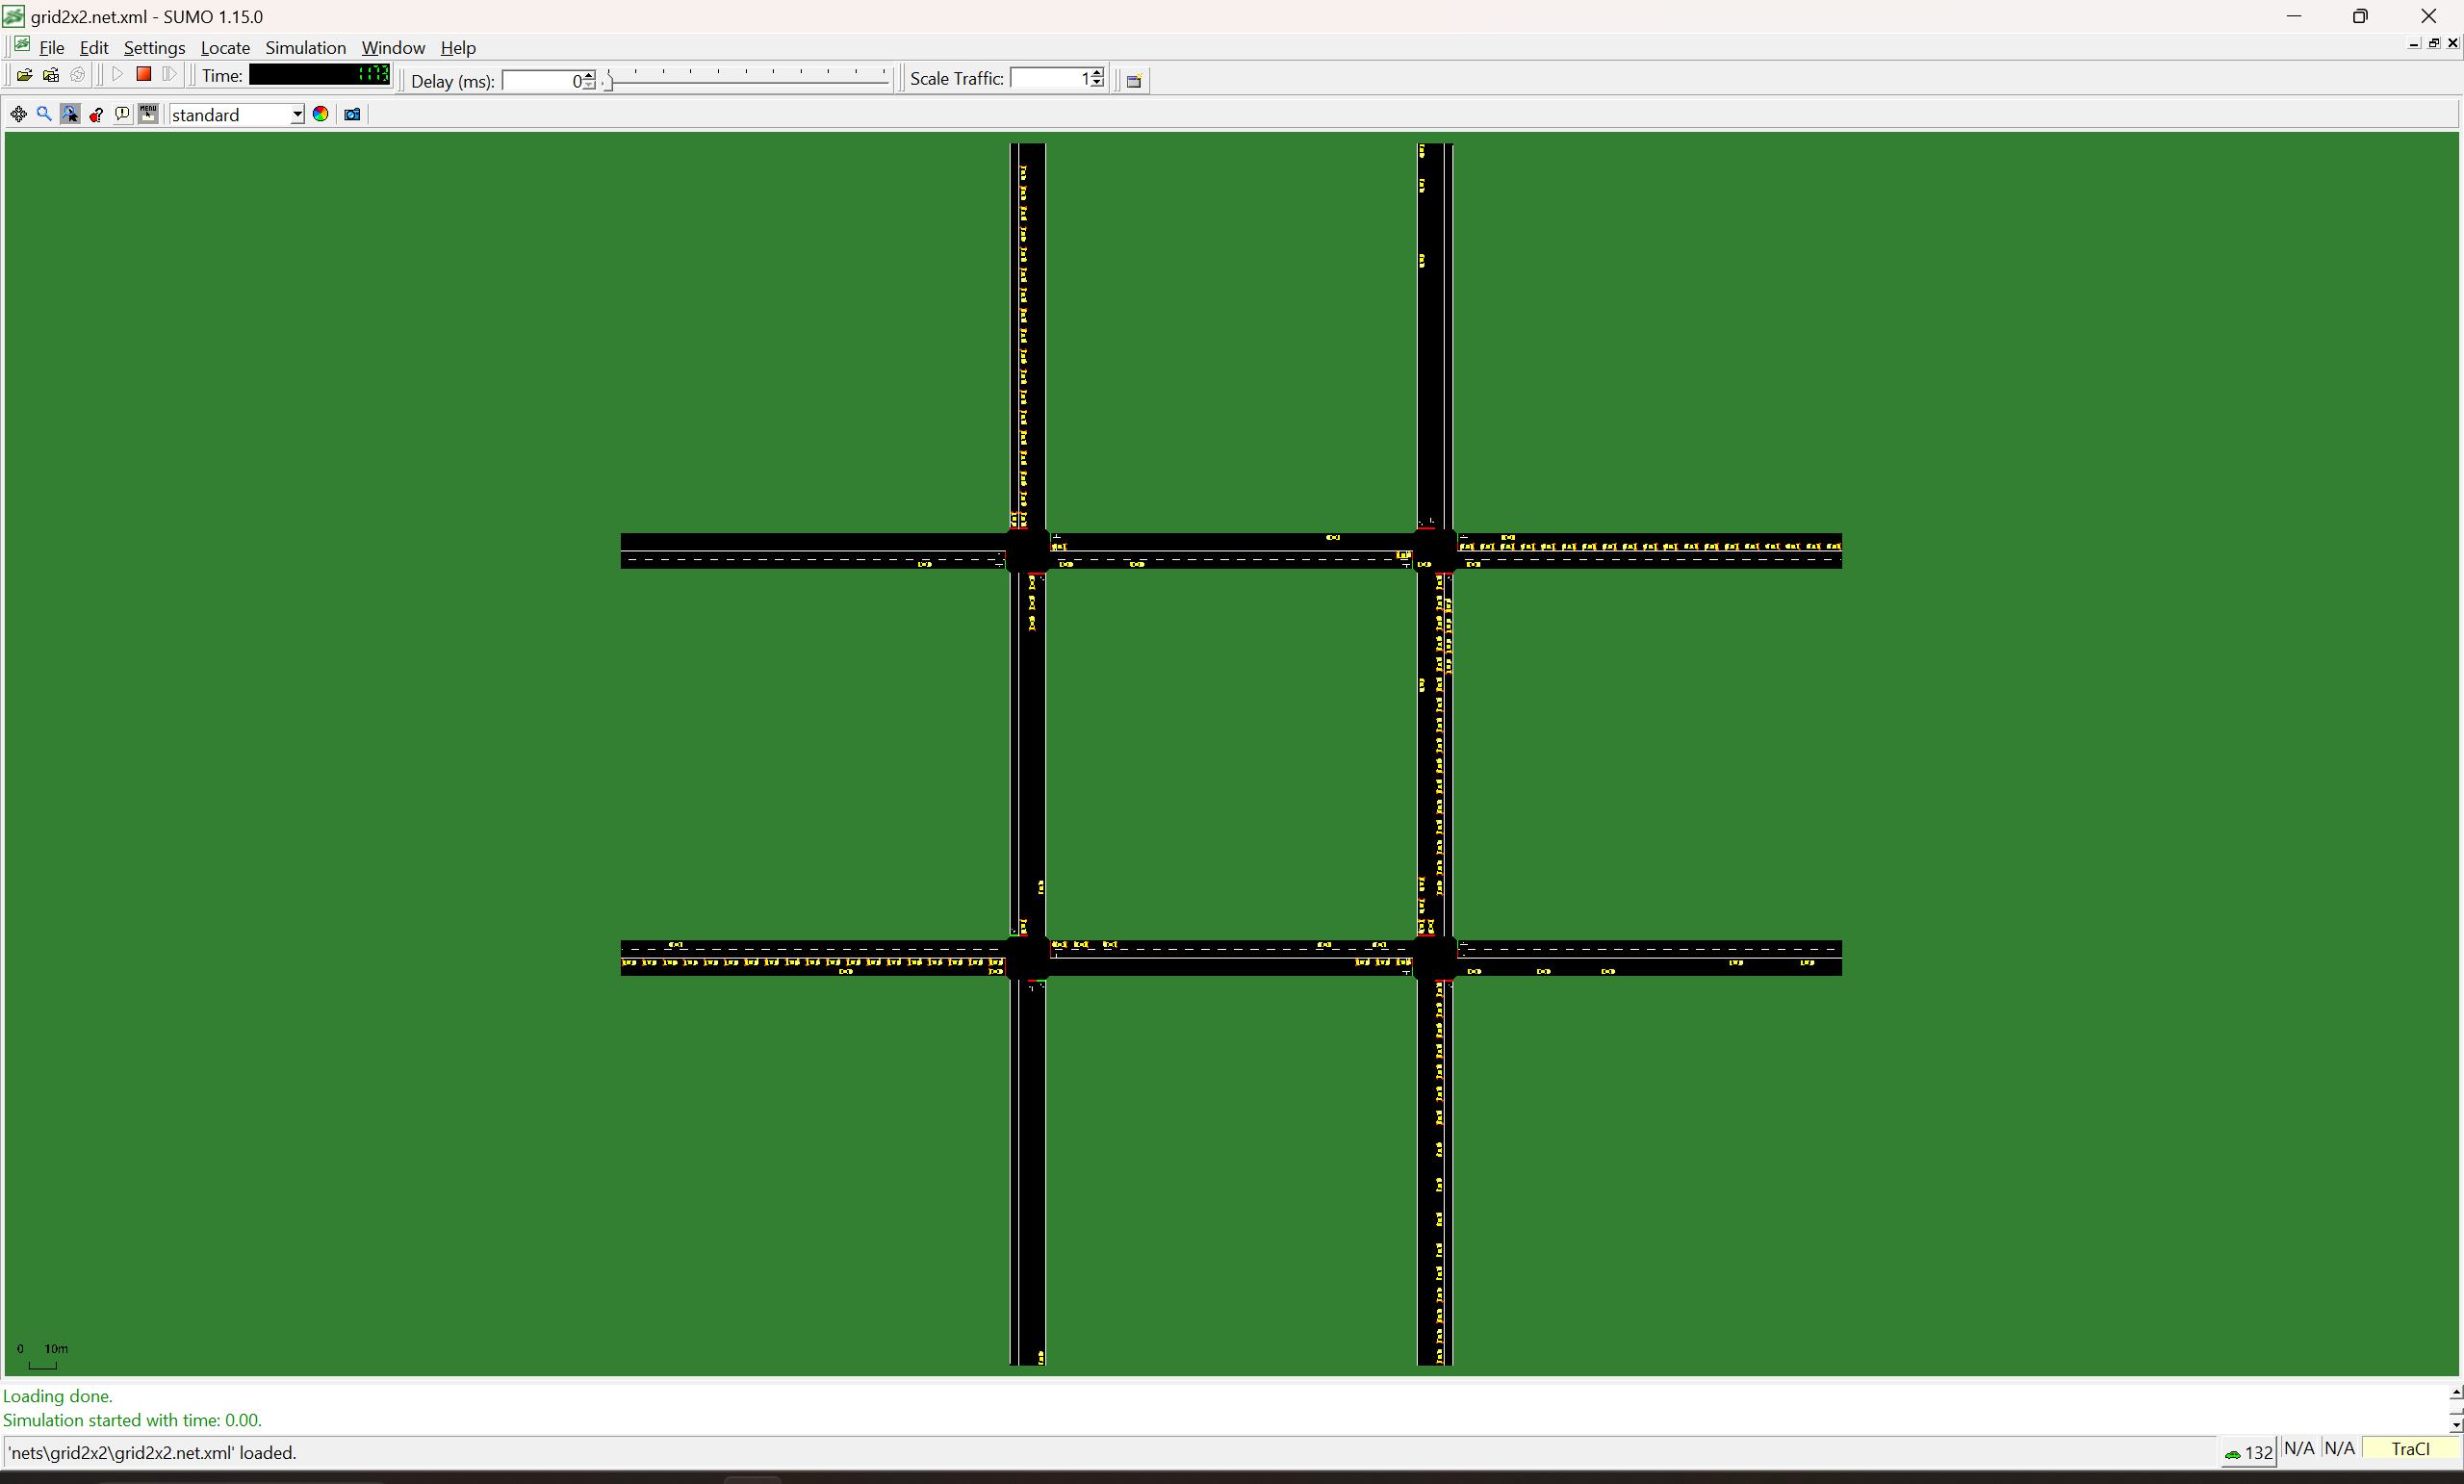 grid2x2.net.xml - SUMO 1.15.0
File Edit Settings Locate Simulation Window Help
Time: 1173 Delay (ms): 0 Scale Traffic: 1
MENU standard
0 10m
Loading done.
Simulation started with time: 0.00.
'nets\grid2x2\grid2x2.net.xml' loaded. 132 N/A N/A TraCI